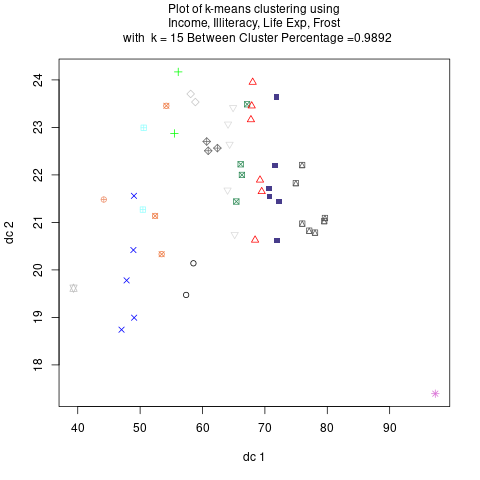 Plot of k-means clustering using
Income, Illiteracy, Life Exp, Frost
with k = 15 Between Cluster Percentage =0.9892
24
23
22
21
20
19
18
dc 2
40 50 60 70 80 90
dc 1